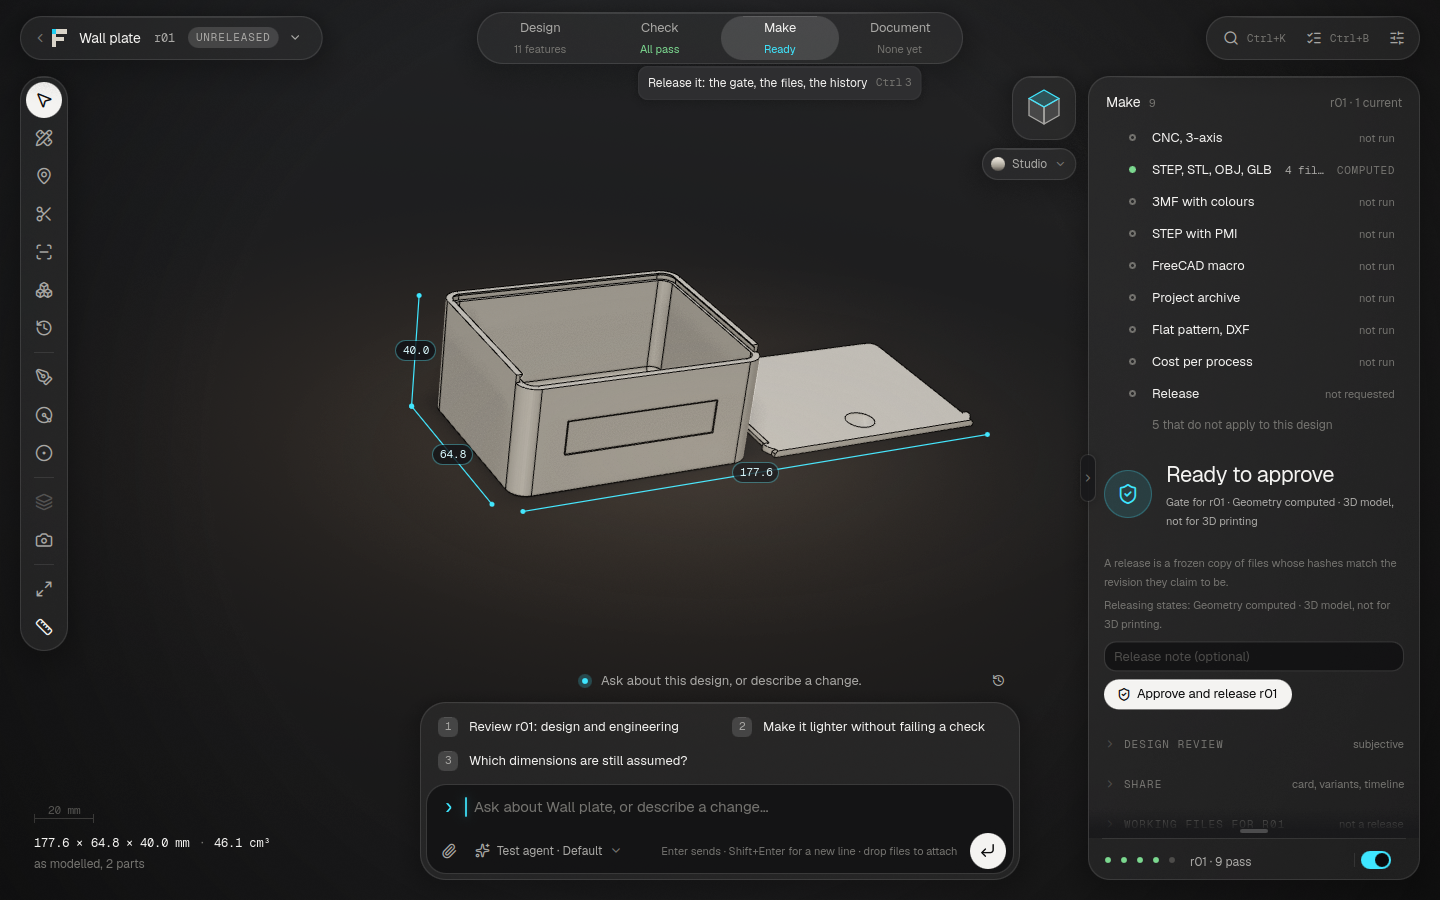 Wall plate r01 UNRELEASED
Design
11 features
Check
All pass
Make
Ready
Document
None yet
Ctrl+K
Ctrl+B
Release it: the gate, the files, the history Ctrl 3
Studio
40.0
64.8
177.6
Make 9 r01 · 1 current
CNC, 3-axis not run
STEP, STL, OBJ, GLB 4 fil… COMPUTED
3MF with colours not run
STEP with PMI not run
FreeCAD macro not run
Project archive not run
Flat pattern, DXF not run
Cost per process not run
Release not requested
5 that do not apply to this design
Ready to approve
Gate for r01 · Geometry computed · 3D model,
not for 3D printing
A release is a frozen copy of files whose hashes match the
revision they claim to be.
Releasing states: Geometry computed · 3D model, not for
3D printing.
Release note (optional)
Approve and release r01
DESIGN REVIEW subjective
SHARE card, variants, timeline
WORKING FILES FOR R01 not a release
r01 · 9 pass
Ask about this design, or describe a change.
1 Review r01: design and engineering
2 Make it lighter without failing a check
3 Which dimensions are still assumed?
Ask about Wall plate, or describe a change…
Test agent · Default
Enter sends · Shift+Enter for a new line · drop files to attach
20 mm
177.6 × 64.8 × 40.0 mm · 46.1 cm³
as modelled, 2 parts